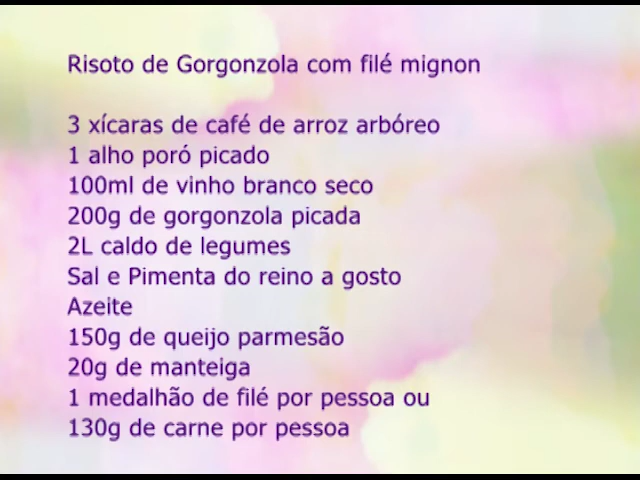 Risoto de Gorgonzola com filé mignon
3 xícaras de café de arroz arbóreo
1 alho poró picado
100ml de vinho branco seco
200g de gorgonzola picada
2L caldo de legumes
Sal e Pimenta do reino a gosto
Azeite
150g de queijo parmesão
20g de manteiga
1 medalhão de filé por pessoa ou
130g de carne por pessoa